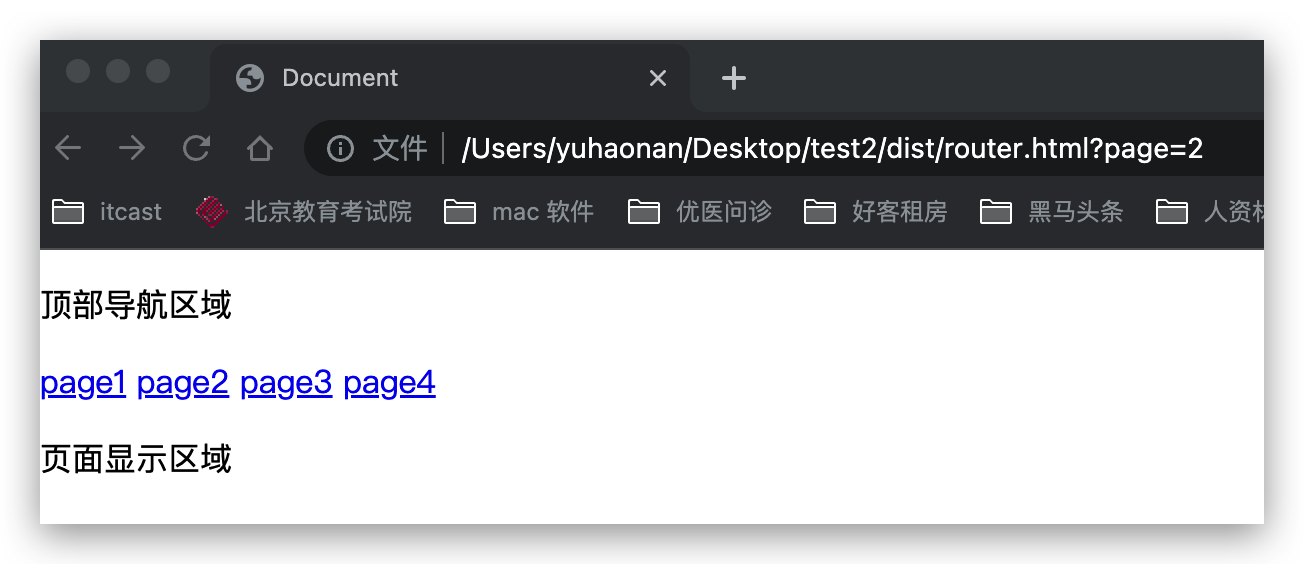 Document
文件 /Users/yuhaonan/Desktop/test2/dist/router.html?page=2
itcast 北京教育考试院 mac 软件 优医问诊 好客租房 黑马头条 人资
顶部导航区域
page1 page2 page3 page4
页面显示区域